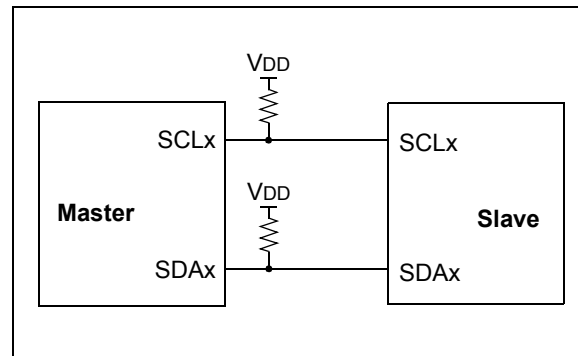 VDD
SCLx
SCLx
VDD
Master
Slave
SDAx
SDAx